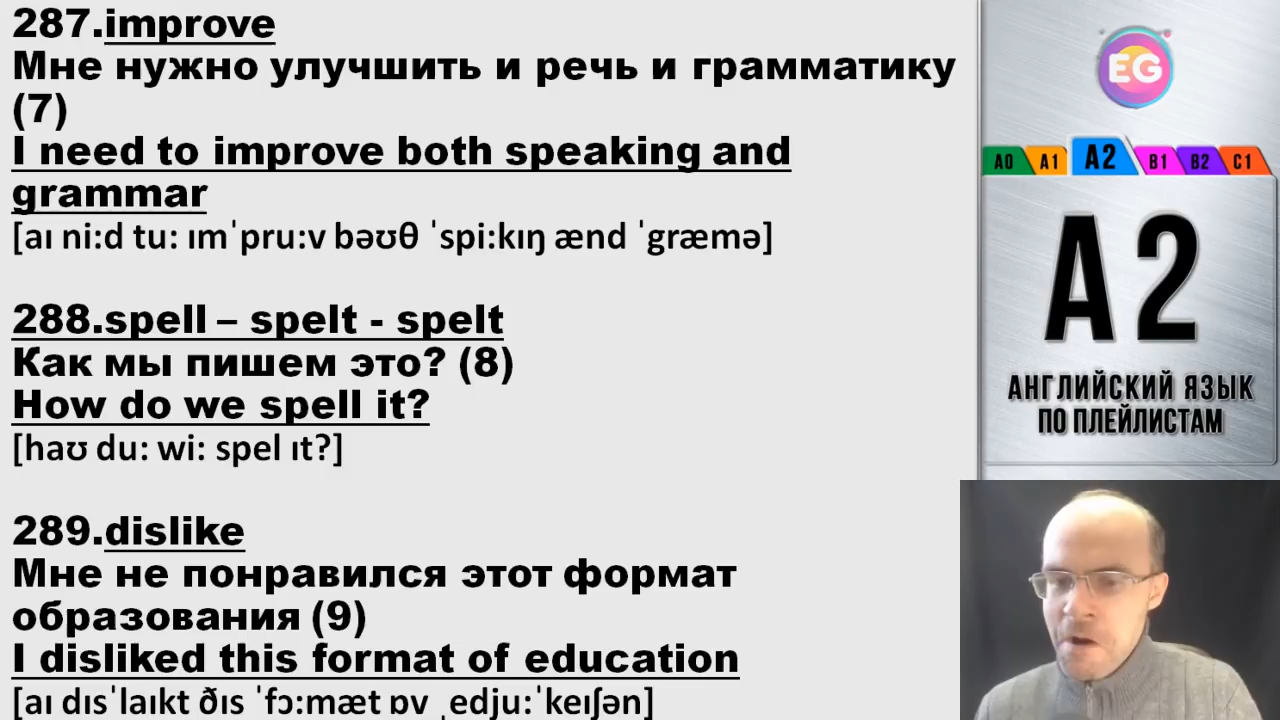 287.improve
Мне нужно улучшить и речь и грамматику
(7)
I need to improve both speaking and
grammar
[aɪ ni:d tu: ɪmˈpru:v bəʊθ ˈspi:kɪŋ ænd ˈgræmə]
288.spell – spelt - spelt
Как мы пишем это? (8)
How do we spell it?
[haʊ du: wi: spel ɪt?]
289.dislike
Мне не понравился этот формат
образования (9)
I disliked this format of education
[aɪ dɪsˈlaɪkt ðɪs ˈfɔ:mæt ɒv ˌedju:ˈkeɪʃən]
EG
A0 A1 A2 B1 B2 C1
A2
АНГЛИЙСКИЙ ЯЗЫК
ПО ПЛЕЙЛИСТАМ